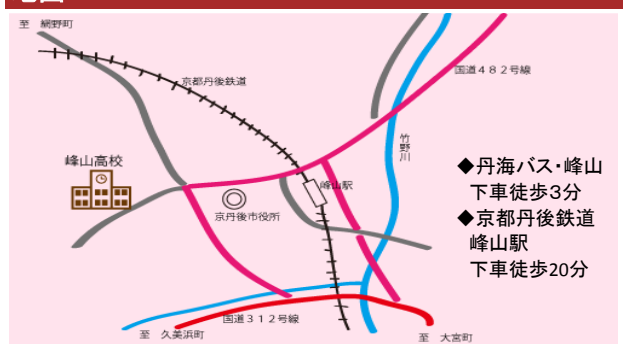 至 網野町
国道482号線
京都丹後鉄道
竹野川
峰山高校
峰山駅
京丹後市役所
◆丹海バス・峰山
下車徒歩3分
◆京都丹後鉄道
峰山駅
下車徒歩20分
国道312号線
至 久美浜町
至 大宮町